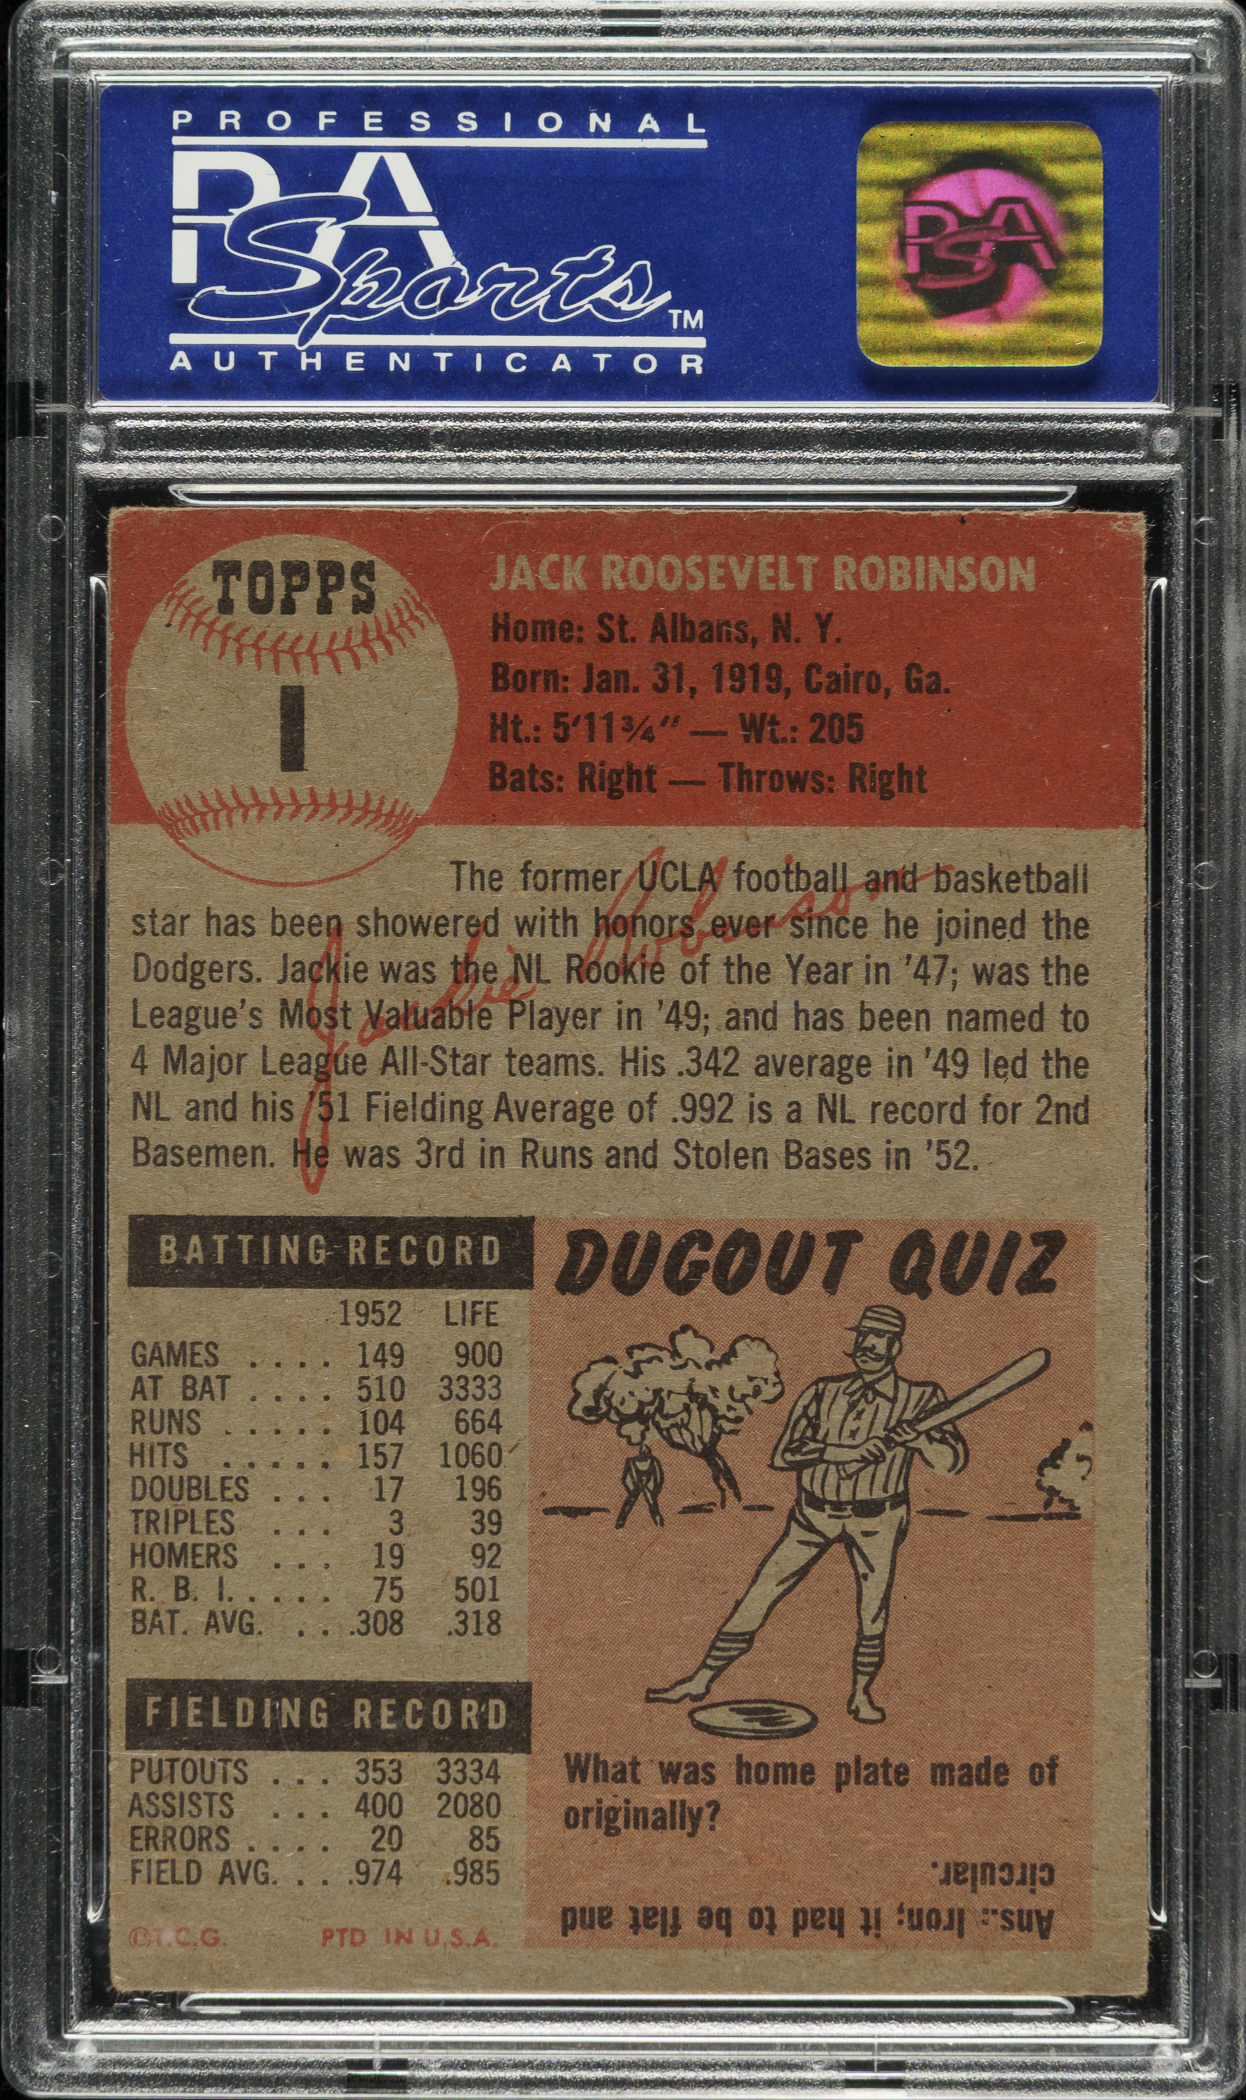 PROFESSIONAL
PSA
Sports™
AUTHENTICATOR
PSA
TOPPS
1
JACK ROOSEVELT ROBINSON
Home: St. Albans, N. Y.
Born: Jan. 31, 1919, Cairo, Ga.
Ht.: 5'11¾" — Wt.: 205
Bats: Right — Throws: Right
The former UCLA football and basketball
star has been showered with honors ever since he joined the
Dodgers. Jackie was the NL Rookie of the Year in '47; was the
League's Most Valuable Player in '49; and has been named to
4 Major League All-Star teams. His .342 average in '49 led the
NL and his '51 Fielding Average of .992 is a NL record for 2nd
Basemen. He was 3rd in Runs and Stolen Bases in '52.
Jackie Robinson
BATTING RECORD
1952 LIFE
GAMES . . . . 149 900
AT BAT . . . . 510 3333
RUNS . . . . . 104 664
HITS . . . . . 157 1060
DOUBLES . . . 17 196
TRIPLES . . . 3 39
HOMERS . . . 19 92
R. B. I. . . . . 75 501
BAT. AVG. . . . .308 .318
FIELDING RECORD
PUTOUTS . . . 353 3334
ASSISTS . . . 400 2080
ERRORS . . . . 20 85
FIELD AVG. . . . .974 .985
©T.C.G. PTD IN U.S.A.
DUGOUT QUIZ
What was home plate made of
originally?
Ans.: Iron; it had to be flat and
circular.